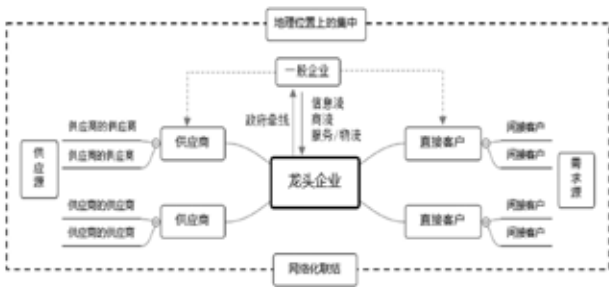 地理位置上的集中
一般企业
政府牵线
信息流
商流
服务/物流
供应商的供应商
供应商的供应商
供应商
供应源
龙头企业
直接客户
间接客户
间接客户
需求源
供应商的供应商
供应商的供应商
供应商
直接客户
间接客户
间接客户
网络化联结